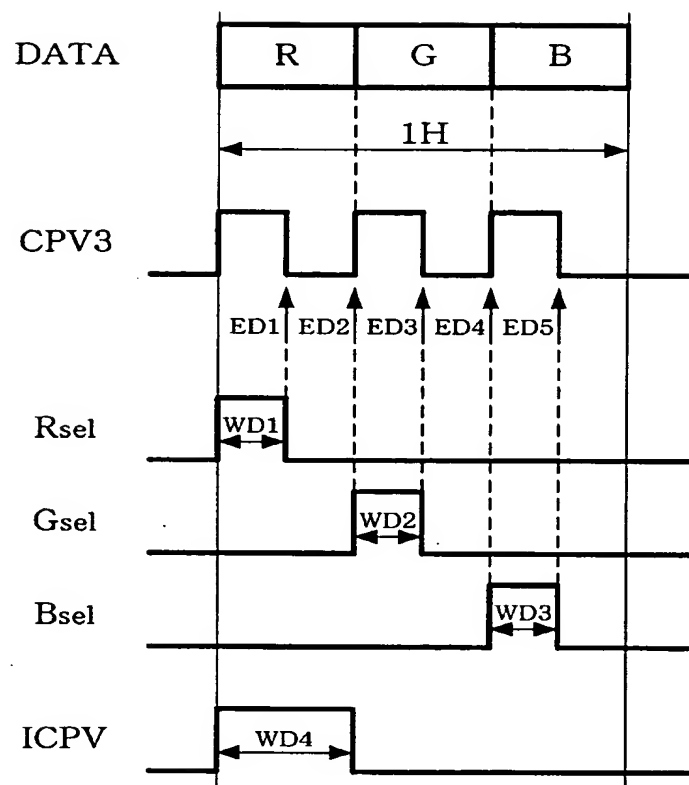 DATA R G B
1H
CPV3
ED1 ED2 ED3 ED4 ED5
Rsel WD1
Gsel WD2
Bsel WD3
ICPV WD4